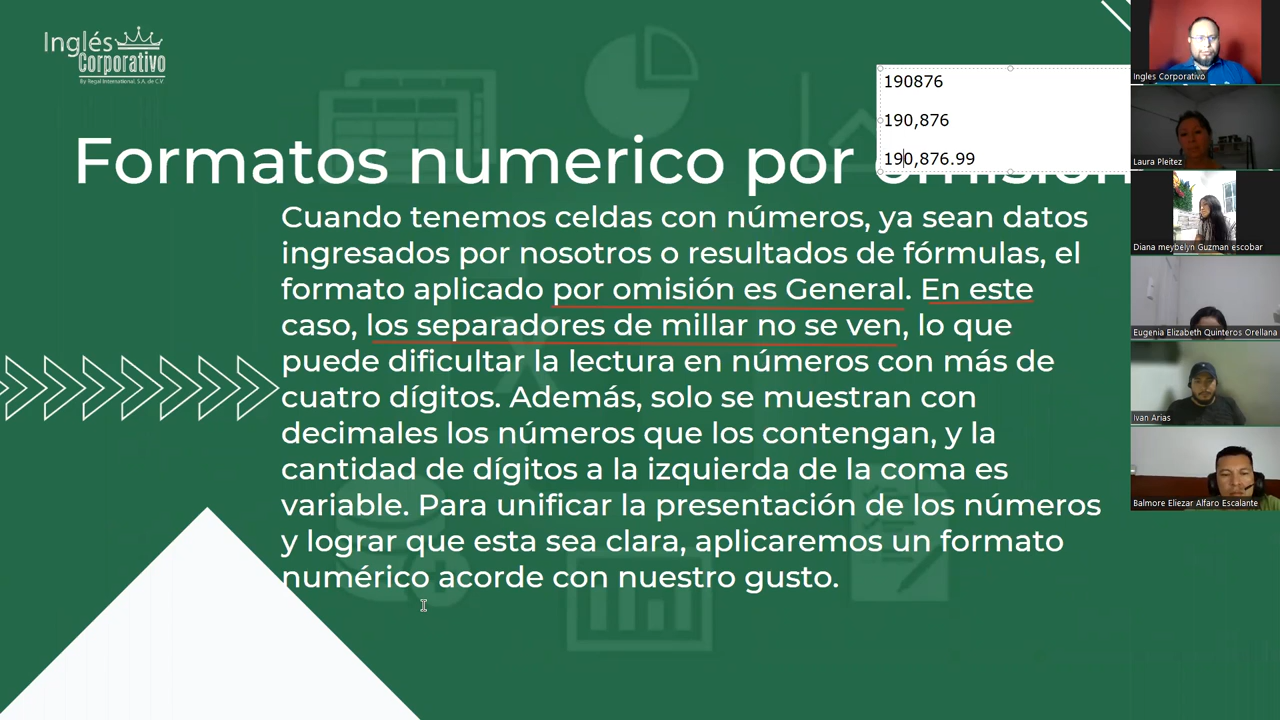 Inglés
Corporativo
By Regal International, S.A. de C.V.
190876
190,876
190,876.99
Formatos numerico por omisión
Cuando tenemos celdas con números, ya sean datos
ingresados por nosotros o resultados de fórmulas, el
formato aplicado por omisión es General. En este
caso, los separadores de millar no se ven, lo que
puede dificultar la lectura en números con más de
cuatro dígitos. Además, solo se muestran con
decimales los números que los contengan, y la
cantidad de dígitos a la izquierda de la coma es
variable. Para unificar la presentación de los números
y lograr que esta sea clara, aplicaremos un formato
numérico acorde con nuestro gusto.
Ingles Corporativo
Laura Pleitez
Diana meybelyn Guzman escobar
Eugenia Elizabeth Quinteros Orellana
Ivan Arias
Balmore Eliezar Alfaro Escalante